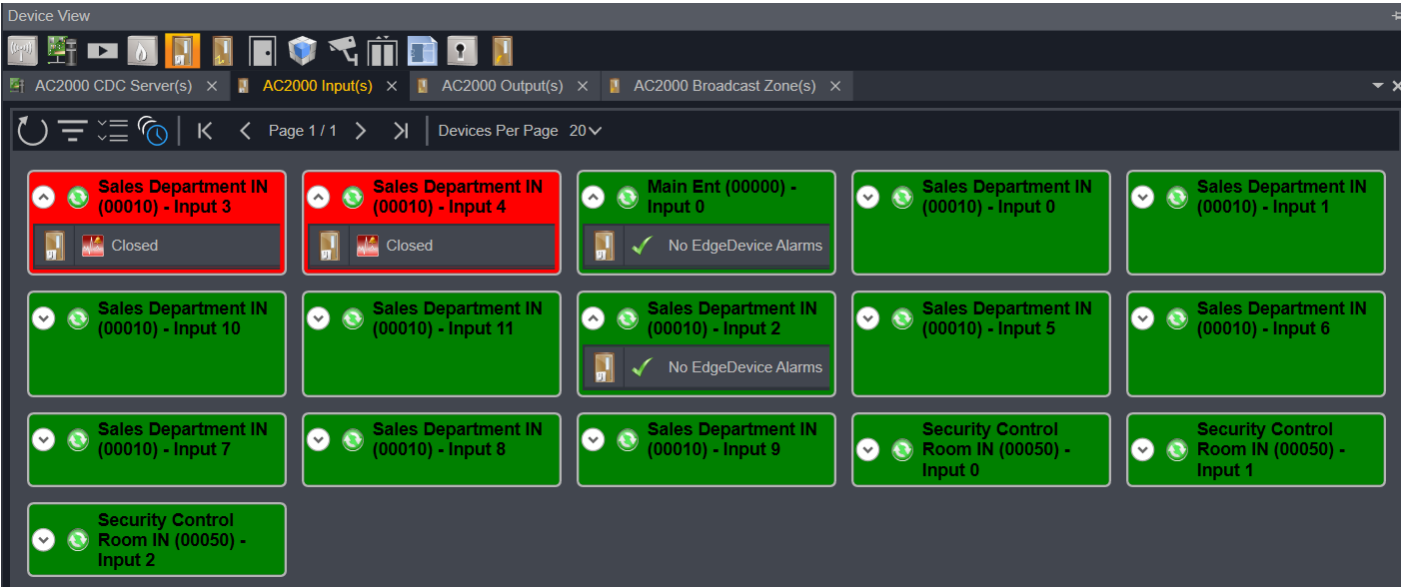 Device View
AC2000 CDC Server(s)
AC2000 Input(s)
AC2000 Output(s)
AC2000 Broadcast Zone(s)
Page 1 / 1
Devices Per Page 20
Sales Department IN
(00010) - Input 3
Closed
Sales Department IN
(00010) - Input 4
Closed
Main Ent (00000) -
Input 0
No EdgeDevice Alarms
Sales Department IN
(00010) - Input 0
Sales Department IN
(00010) - Input 1
Sales Department IN
(00010) - Input 10
Sales Department IN
(00010) - Input 11
Sales Department IN
(00010) - Input 2
No EdgeDevice Alarms
Sales Department IN
(00010) - Input 5
Sales Department IN
(00010) - Input 6
Sales Department IN
(00010) - Input 7
Sales Department IN
(00010) - Input 8
Sales Department IN
(00010) - Input 9
Security Control
Room IN (00050) -
Input 0
Security Control
Room IN (00050) -
Input 1
Security Control
Room IN (00050) -
Input 2